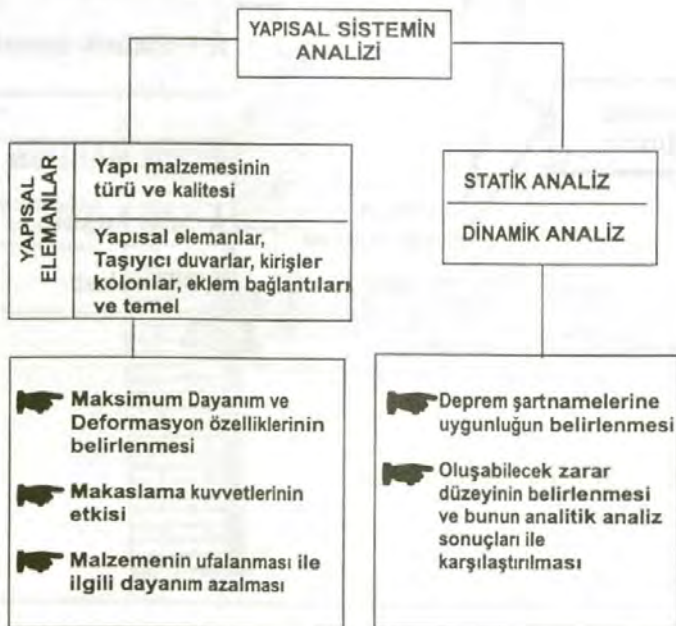 YAPISAL SİSTEMİN
ANALİZİ
YAPISAL
ELEMANLAR
Yapı malzemesinin
türü ve kalitesi
Yapısal elemanlar,
Taşıyıcı duvarlar, kirişler
kolonlar, eklem bağlantıları
ve temel
STATİK ANALİZ
DİNAMİK ANALİZ
Maksimum Dayanım ve
Deformasyon özelliklerinin
belirlenmesi
Makaslama kuvvetlerinin
etkisi
Malzemenin ufalanması ile
ilgili dayanım azalması
Deprem şartnamelerine
uygunluğun belirlenmesi
Oluşabilecek zarar
düzeyinin belirlenmesi
ve bunun analitik analiz
sonuçları ile
karşılaştırılması